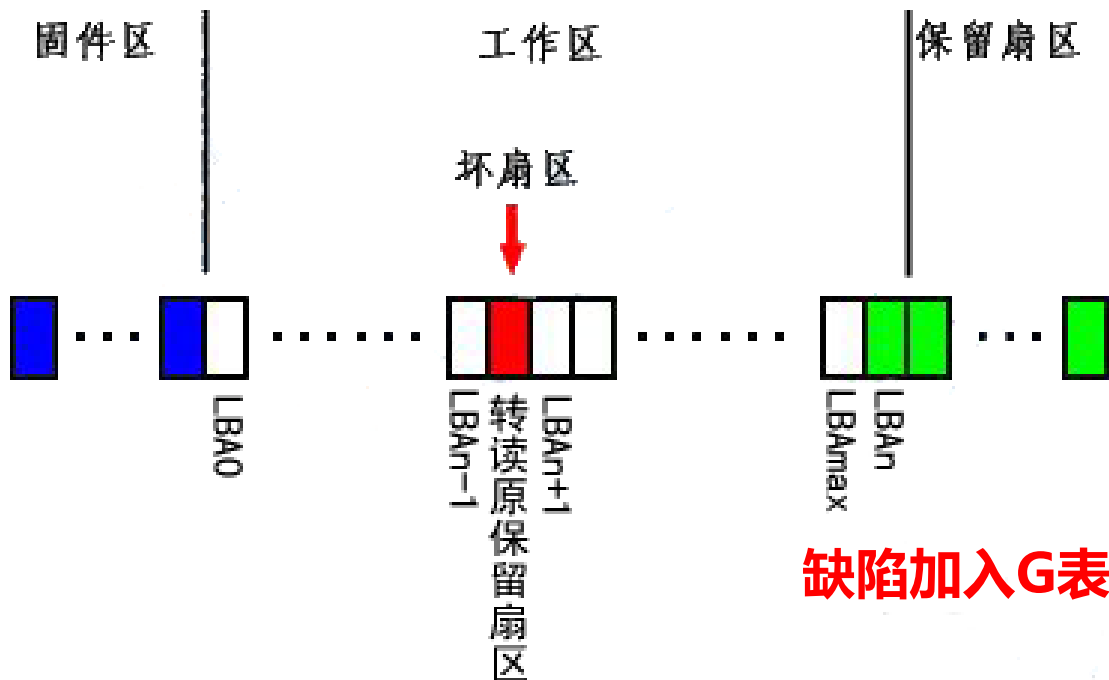 固件区
工作区
保留扇区
坏扇区
LBA0
LBAn-1
转读原保留扇区
LBAn+1
LBAmax
LBAn
缺陷加入G表